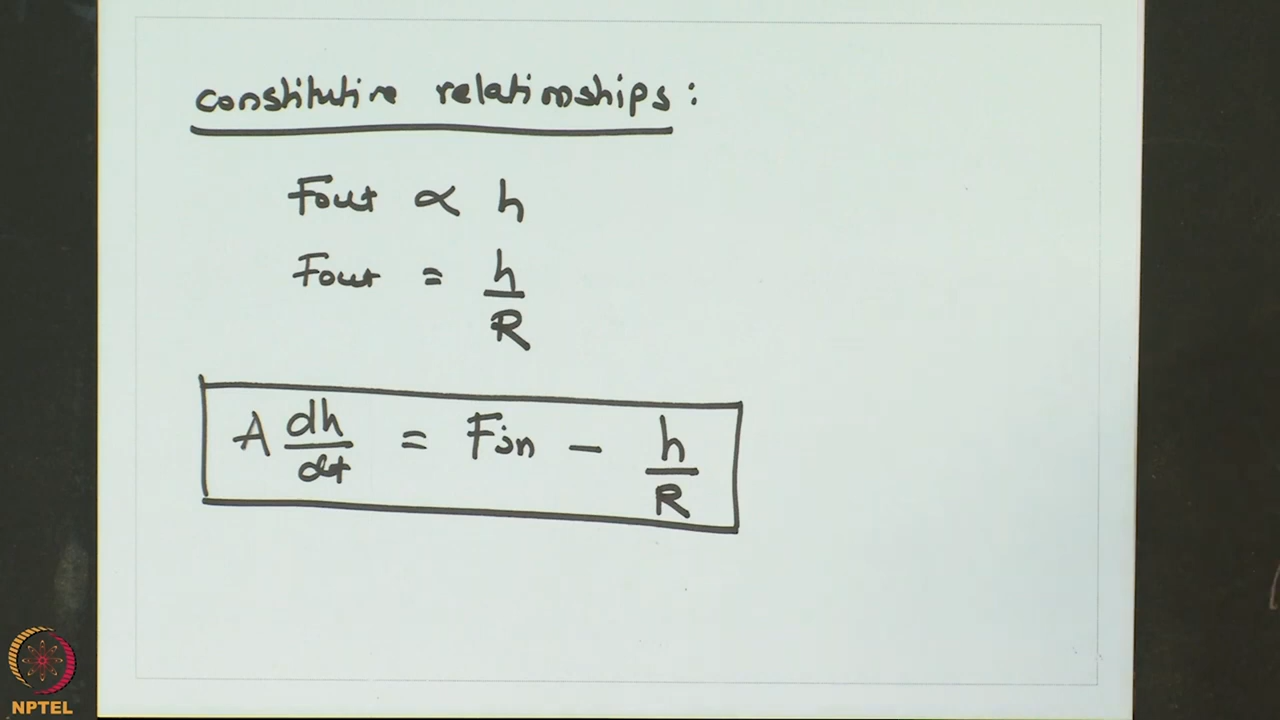 constitutive relationships:
Fout ∝ h
Fout = h/R
A dh/dt = Fin - h/R
NPTEL